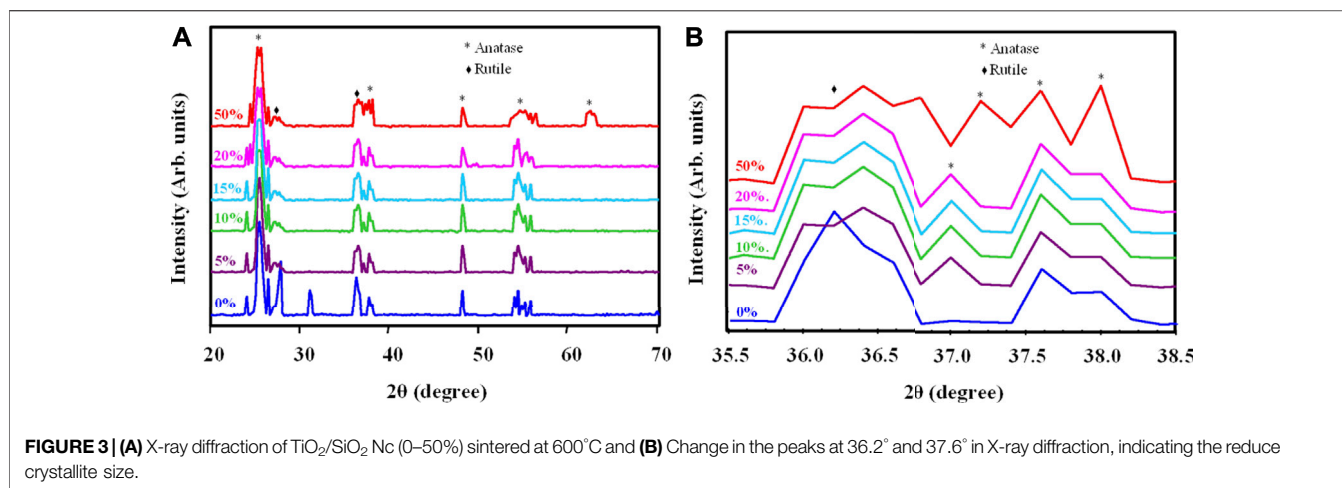 A
* Anatase
♦ Rutile
50%
20%
15%
10%
5%
0%
Intensity (Arb. units)
20 30 40 50 60 70
2θ (degree)
B
* Anatase
♦ Rutile
50%
20%.
15%.
10%.
5%
0%
Intensity (Arb. units)
35.5 36.0 36.5 37.0 37.5 38.0 38.5
2θ (degree)
FIGURE 3 | (A) X-ray diffraction of TiO₂/SiO₂ Nc (0–50%) sintered at 600°C and (B) Change in the peaks at 36.2° and 37.6° in X-ray diffraction, indicating the reduce
crystallite size.